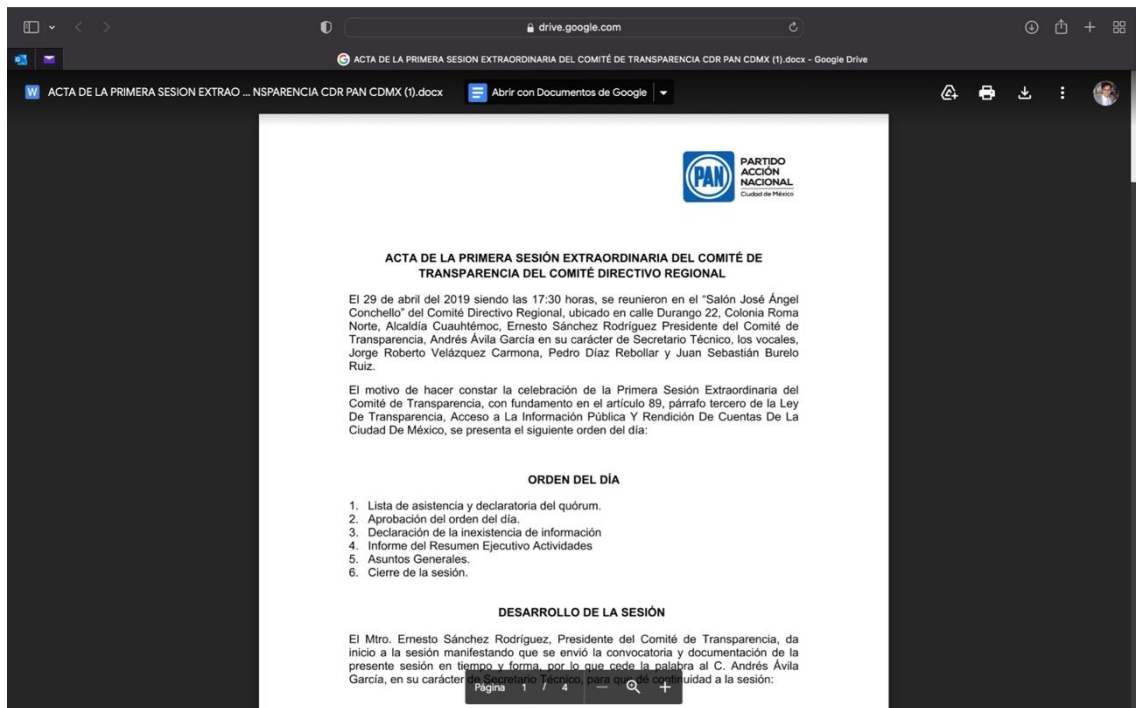 drive.google.com
ACTA DE LA PRIMERA SESION EXTRAORDINARIA DEL COMITÉ DE TRANSPARENCIA CDR PAN CDMX (1).docx - Google Drive
W ACTA DE LA PRIMERA SESION EXTRAO ... NSPARENCIA CDR PAN CDMX (1).docx
Abrir con Documentos de Google
PAN
PARTIDO
ACCIÓN
NACIONAL
Ciudad de México
ACTA DE LA PRIMERA SESIÓN EXTRAORDINARIA DEL COMITÉ DE
TRANSPARENCIA DEL COMITÉ DIRECTIVO REGIONAL
El 29 de abril del 2019 siendo las 17:30 horas, se reunieron en el "Salón José Ángel
Conchello" del Comité Directivo Regional, ubicado en calle Durango 22, Colonia Roma
Norte, Alcaldía Cuauhtémoc, Ernesto Sánchez Rodríguez Presidente del Comité de
Transparencia, Andrés Ávila García en su carácter de Secretario Técnico, los vocales,
Jorge Roberto Velázquez Carmona, Pedro Díaz Rebollar y Juan Sebastián Burelo
Ruiz.
El motivo de hacer constar la celebración de la Primera Sesión Extraordinaria del
Comité de Transparencia, con fundamento en el artículo 89, párrafo tercero de la Ley
De Transparencia, Acceso a La Información Pública Y Rendición De Cuentas De La
Ciudad De México, se presenta el siguiente orden del día:
ORDEN DEL DÍA
1. Lista de asistencia y declaratoria del quórum.
2. Aprobación del orden del día.
3. Declaración de la inexistencia de información
4. Informe del Resumen Ejecutivo Actividades
5. Asuntos Generales.
6. Cierre de la sesión.
DESARROLLO DE LA SESIÓN
El Mtro. Ernesto Sánchez Rodríguez, Presidente del Comité de Transparencia, da
inicio a la sesión manifestando que se envió la convocatoria y documentación de la
presente sesión en tiempo y forma, por lo que cede la palabra al C. Andrés Ávila
García, en su carácter de Secretario Técnico, para que dé continuidad a la sesión:
Página 1 / 4